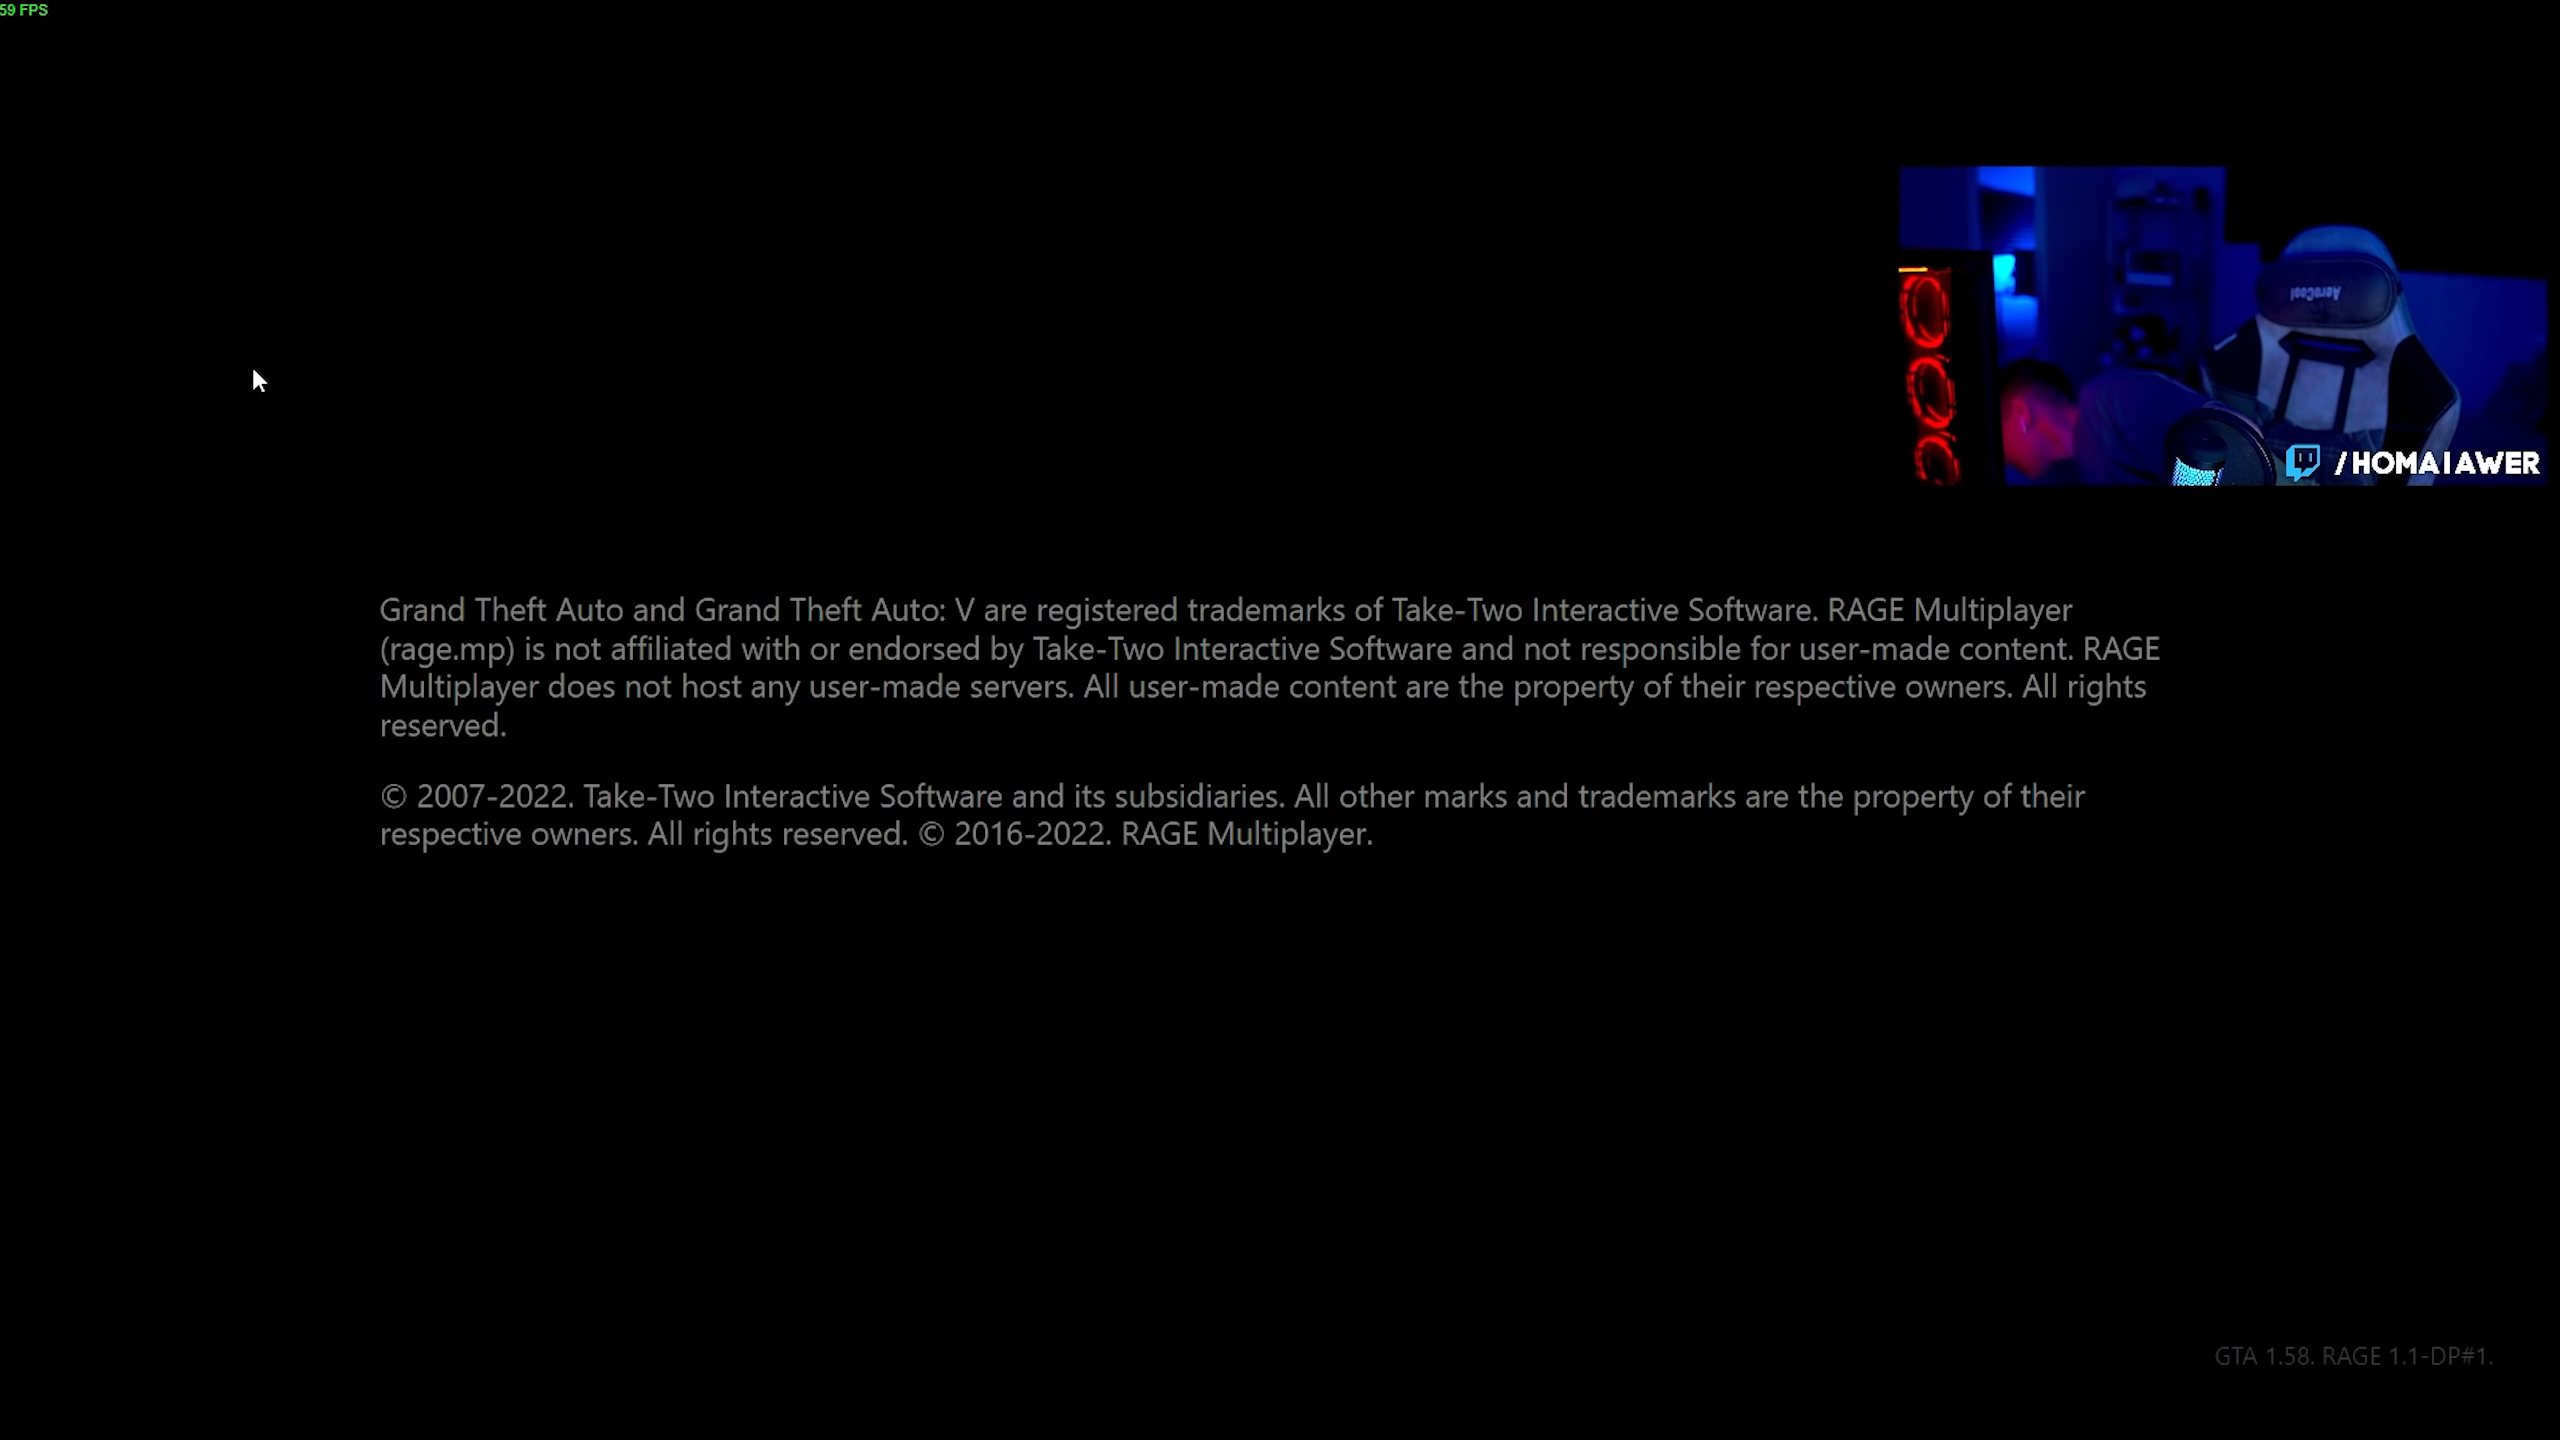 59 FPS
AeroCool
/HOMAIAWER
Grand Theft Auto and Grand Theft Auto: V are registered trademarks of Take-Two Interactive Software. RAGE Multiplayer
(rage.mp) is not affiliated with or endorsed by Take-Two Interactive Software and not responsible for user-made content. RAGE
Multiplayer does not host any user-made servers. All user-made content are the property of their respective owners. All rights
reserved.
© 2007-2022. Take-Two Interactive Software and its subsidiaries. All other marks and trademarks are the property of their
respective owners. All rights reserved. © 2016-2022. RAGE Multiplayer.
GTA 1.58. RAGE 1.1-DP#1.